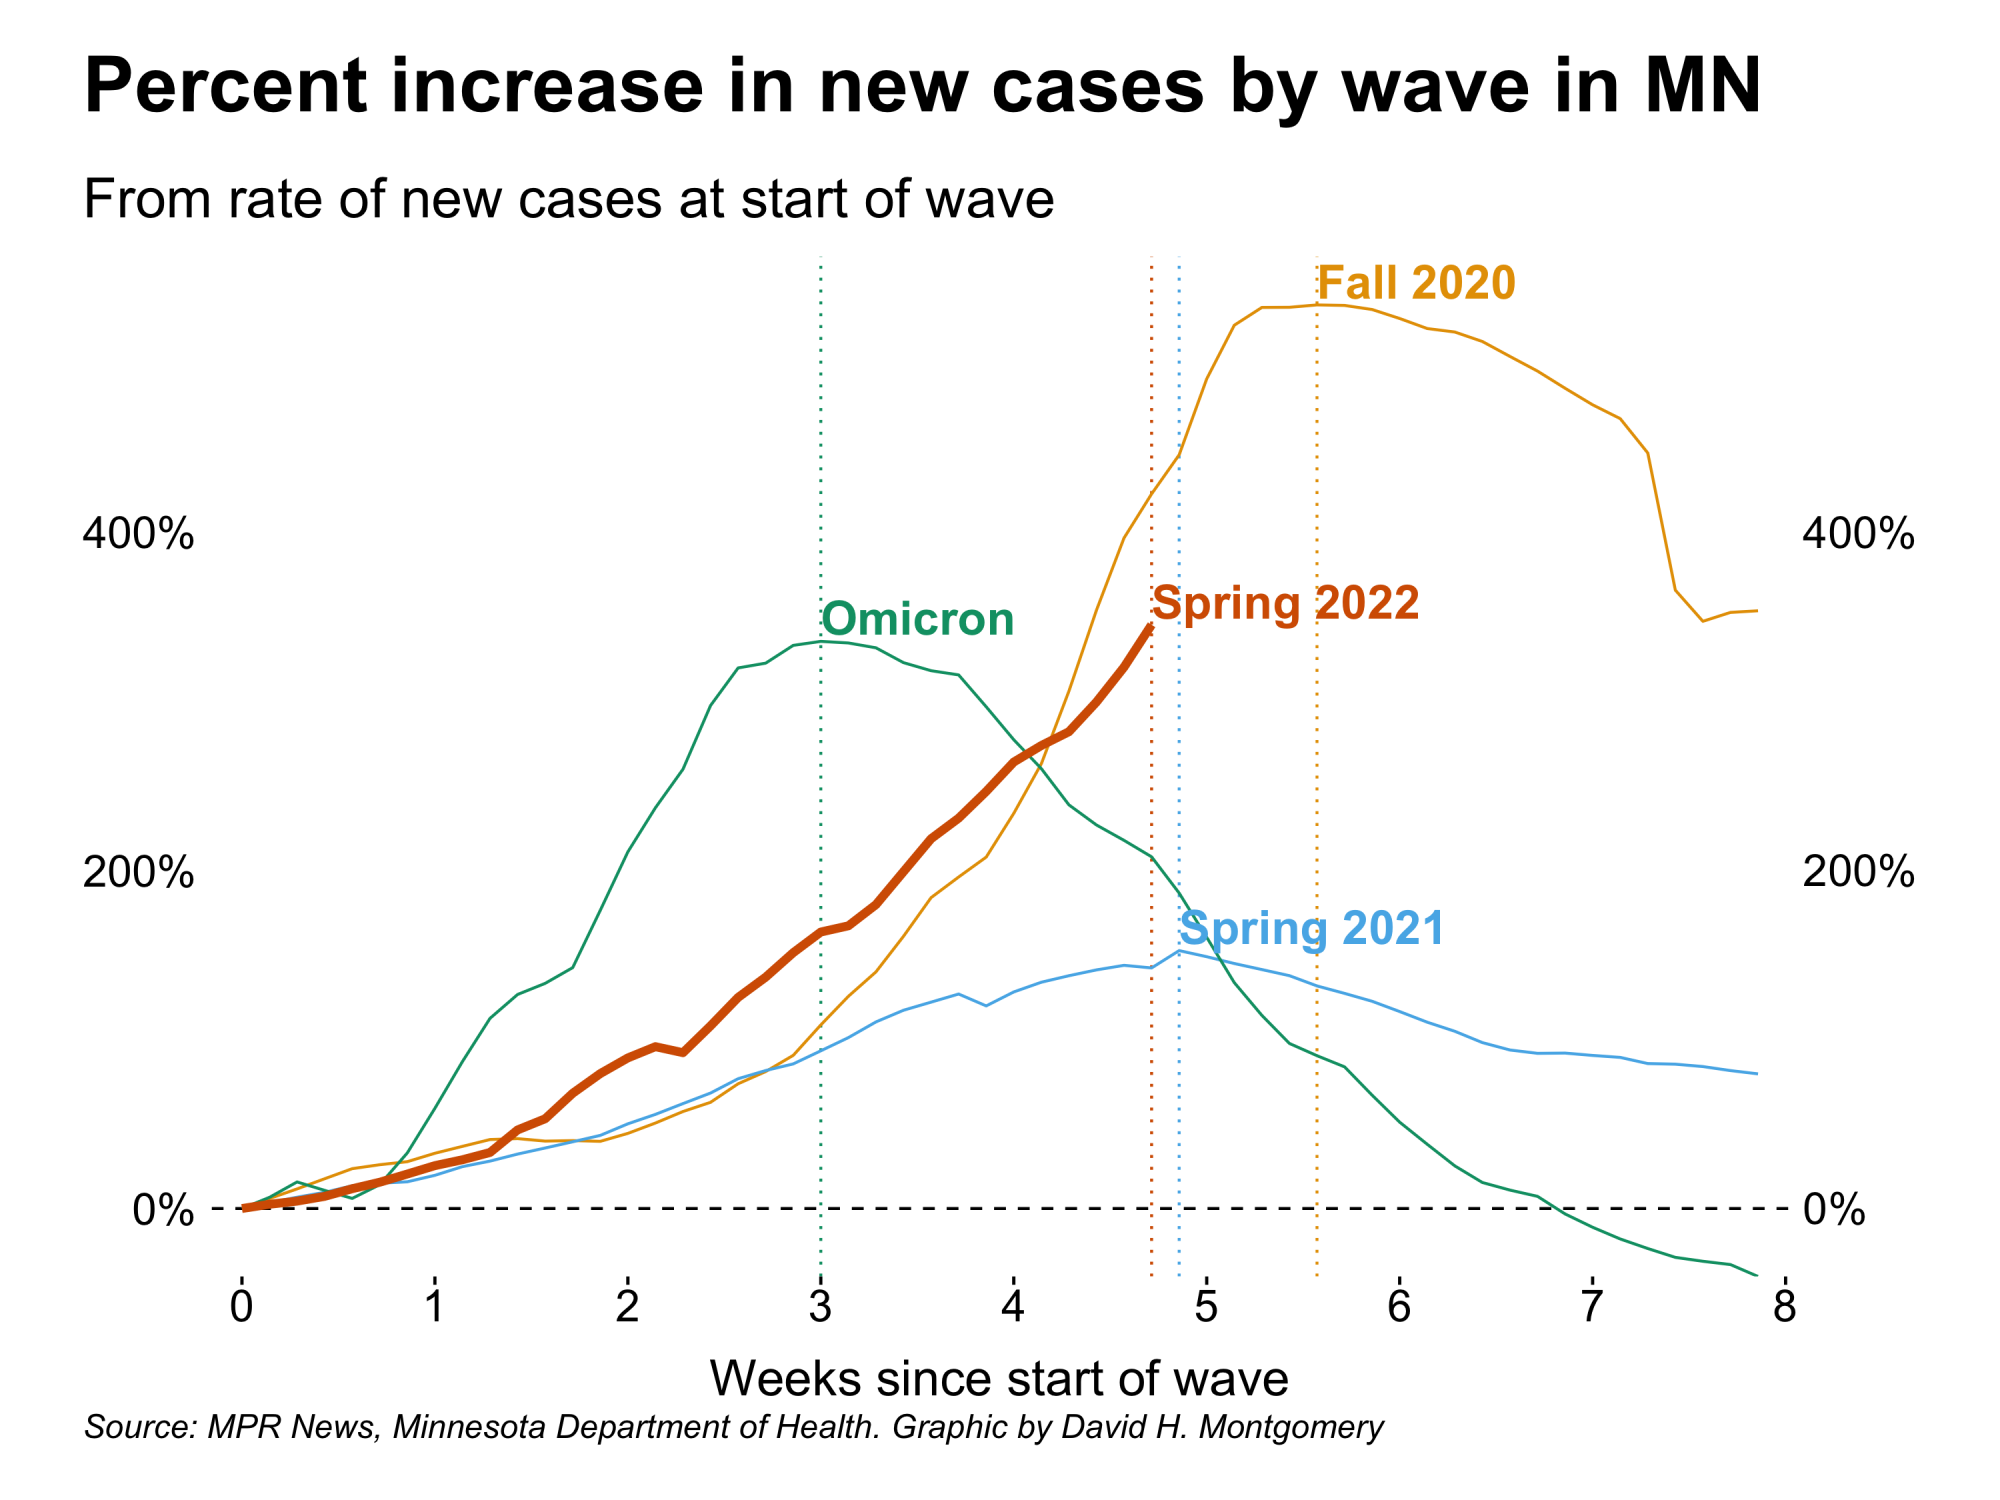 Percent increase in new cases by wave in MN
From rate of new cases at start of wave
Fall 2020
400%
400%
Spring 2022
Omicron
200%
200%
Spring 2021
0%
0%
0 1 2 3 4 5 6 7 8
Weeks since start of wave
Source: MPR News, Minnesota Department of Health. Graphic by David H. Montgomery